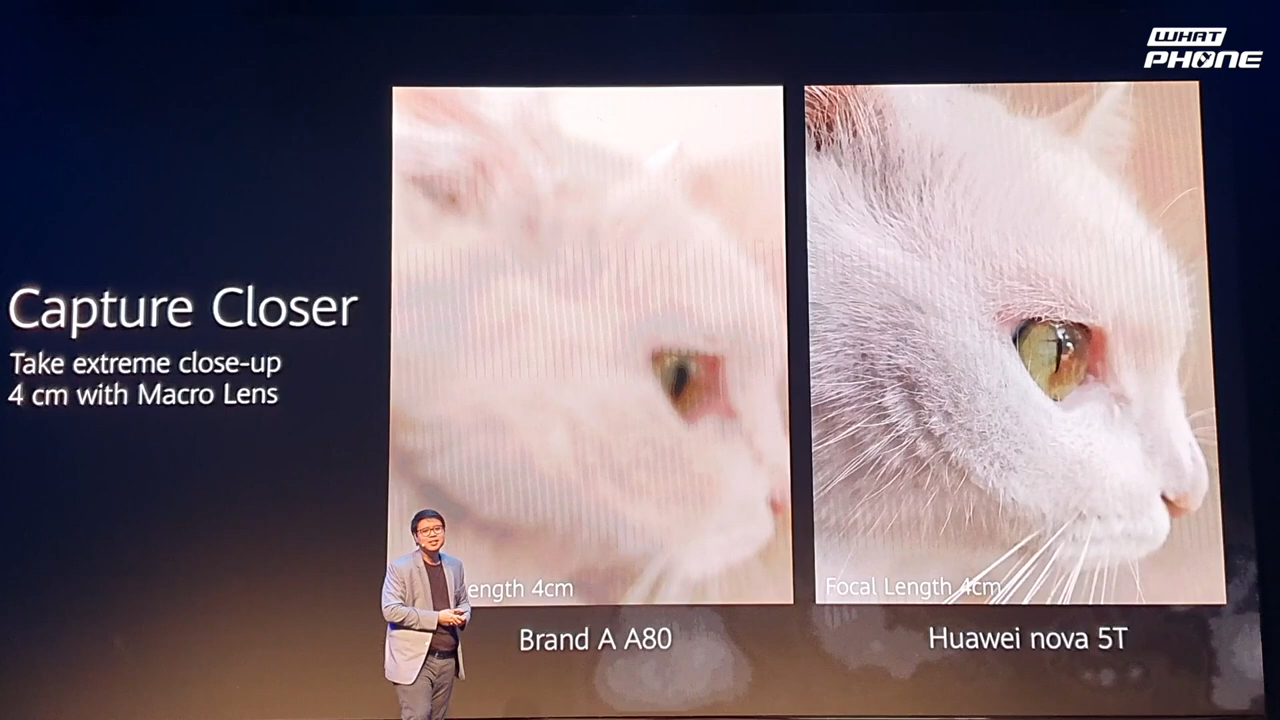 WHAT
PHONE
Capture Closer
Take extreme close-up
4 cm with Macro Lens
ength 4cm
Focal Length 4cm
Brand A A80
Huawei nova 5T